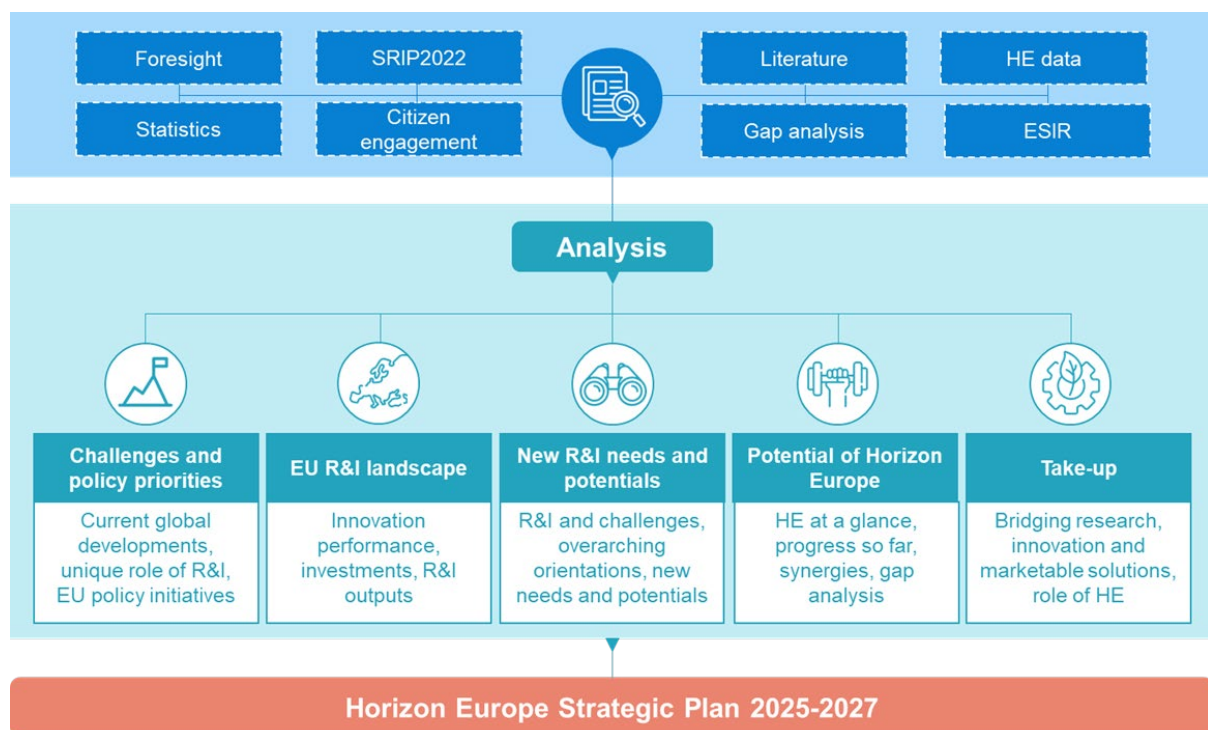 Foresight
SRIP2022
Literature
HE data
Statistics
Citizen
engagement
Gap analysis
ESIR
Analysis
Challenges and
policy priorities
Current global
developments,
unique role of R&I,
EU policy initiatives
EU R&I landscape
Innovation
performance,
investments, R&I
outputs
New R&I needs and
potentials
R&I and challenges,
overarching
orientations, new
needs and potentials
Potential of Horizon
Europe
HE at a glance,
progress so far,
synergies, gap
analysis
Take-up
Bridging research,
innovation and
marketable solutions,
role of HE
Horizon Europe Strategic Plan 2025-2027